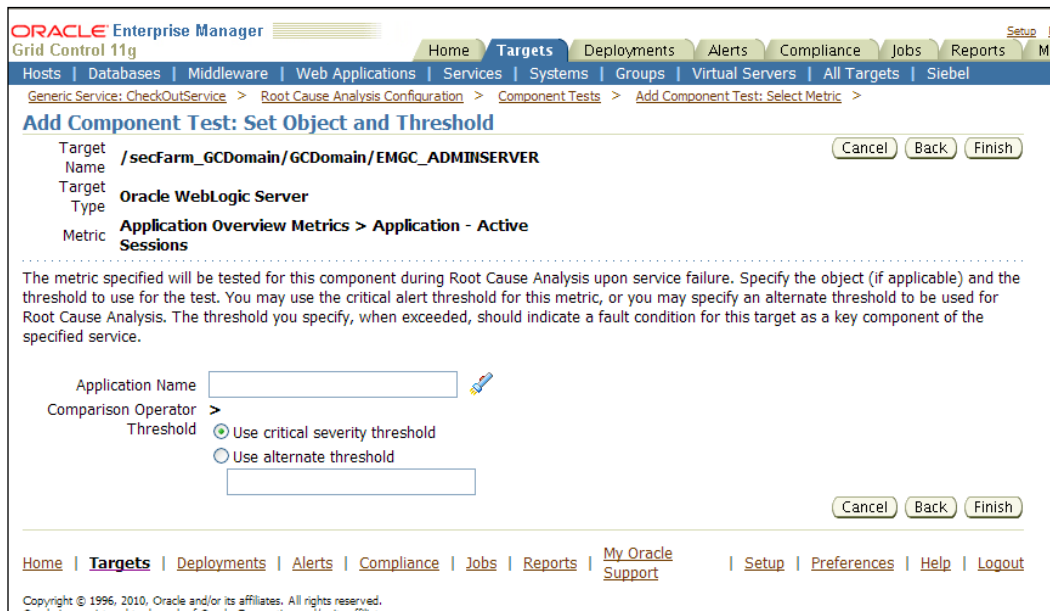 ORACLE Enterprise Manager
Grid Control 11g
Setup
Home Targets Deployments Alerts Compliance Jobs Reports M
Hosts | Databases | Middleware | Web Applications | Services | Systems | Groups | Virtual Servers | All Targets | Siebel
Generic Service: CheckOutService > Root Cause Analysis Configuration > Component Tests > Add Component Test: Select Metric >
Add Component Test: Set Object and Threshold
Target Name /secFarm_GCDomain/GCDomain/EMGC_ADMINSERVER
Cancel Back Finish
Target Type Oracle WebLogic Server
Metric Application Overview Metrics > Application - Active
Sessions
The metric specified will be tested for this component during Root Cause Analysis upon service failure. Specify the object (if applicable) and the
threshold to use for the test. You may use the critical alert threshold for this metric, or you may specify an alternate threshold to be used for
Root Cause Analysis. The threshold you specify, when exceeded, should indicate a fault condition for this target as a key component of the
specified service.
Application Name
Comparison Operator >
Threshold Use critical severity threshold
Use alternate threshold
Cancel Back Finish
Home | Targets | Deployments | Alerts | Compliance | Jobs | Reports | My Oracle Support | Setup | Preferences | Help | Logout
Copyright © 1996, 2010, Oracle and/or its affiliates. All rights reserved.